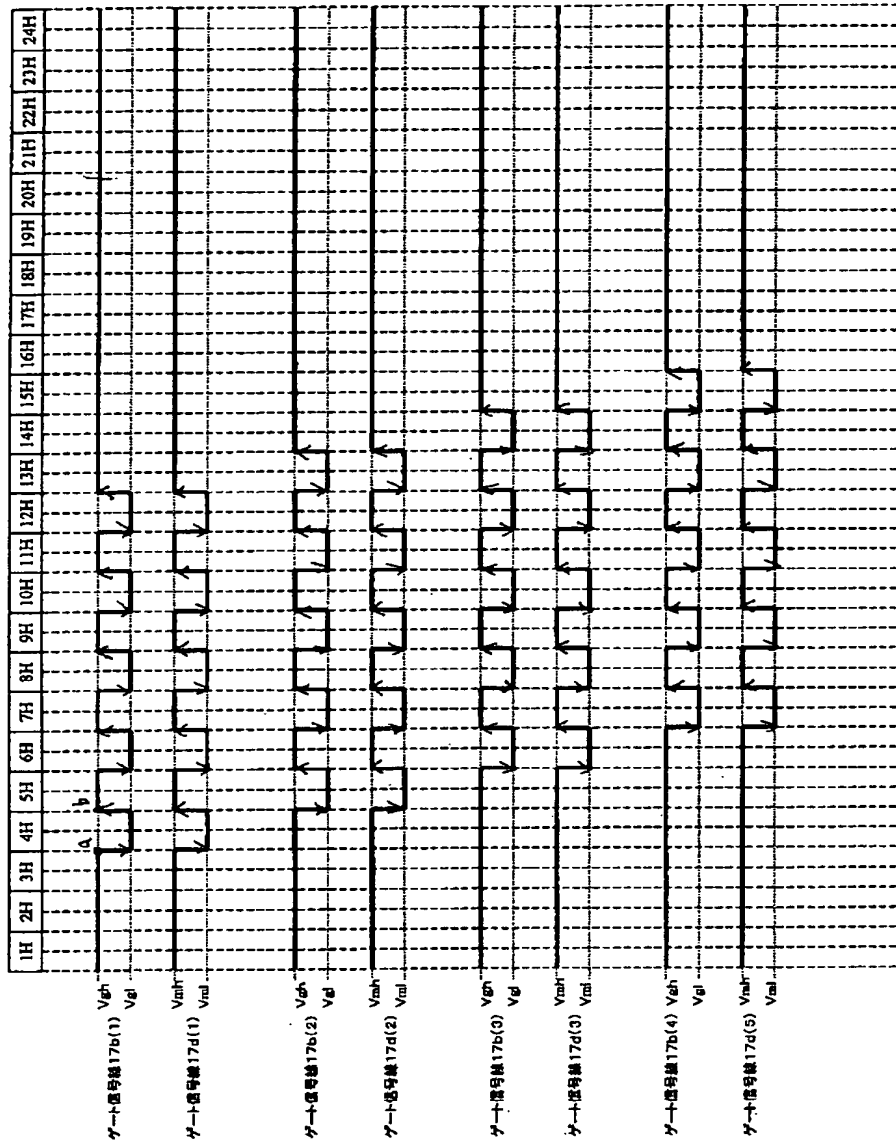 1H 2H 3H 4H 5H 6H 7H 8H 9H 10H 11H 12H 13H 14H 15H 16H 17H 18H 19H 20H 21H 22H 23H 24H
a b
ゲート信号線17b(1) Vgh
Vgl
ゲート信号線17d(1) Vmh
Vml
ゲート信号線17b(2) Vgh
Vgl
ゲート信号線17d(2) Vmh
Vml
ゲート信号線17b(3) Vgh
Vgl
ゲート信号線17d(3) Vmh
Vml
ゲート信号線17b(4) Vgh
Vgl
ゲート信号線17d(5) Vmh
Vml